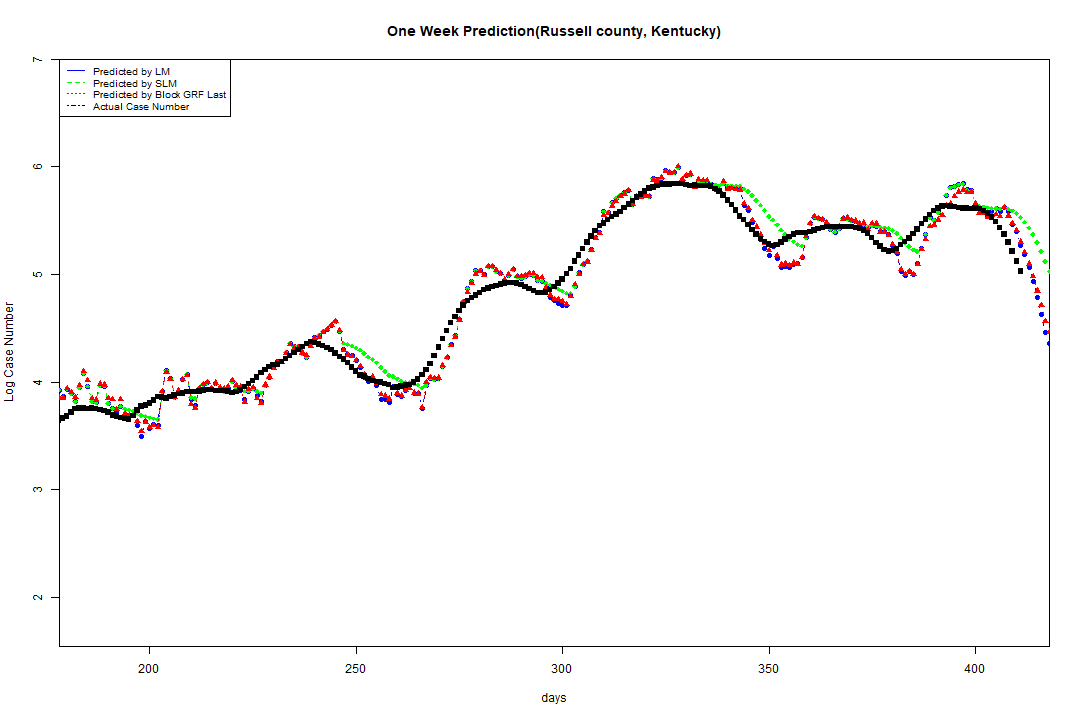 One Week Prediction(Russell county, Kentucky)
Predicted by LM
Predicted by SLM
Predicted by Block GRF Last
Actual Case Number
7
6
5
4
3
2
Log Case Number
200 250 300 350 400
days